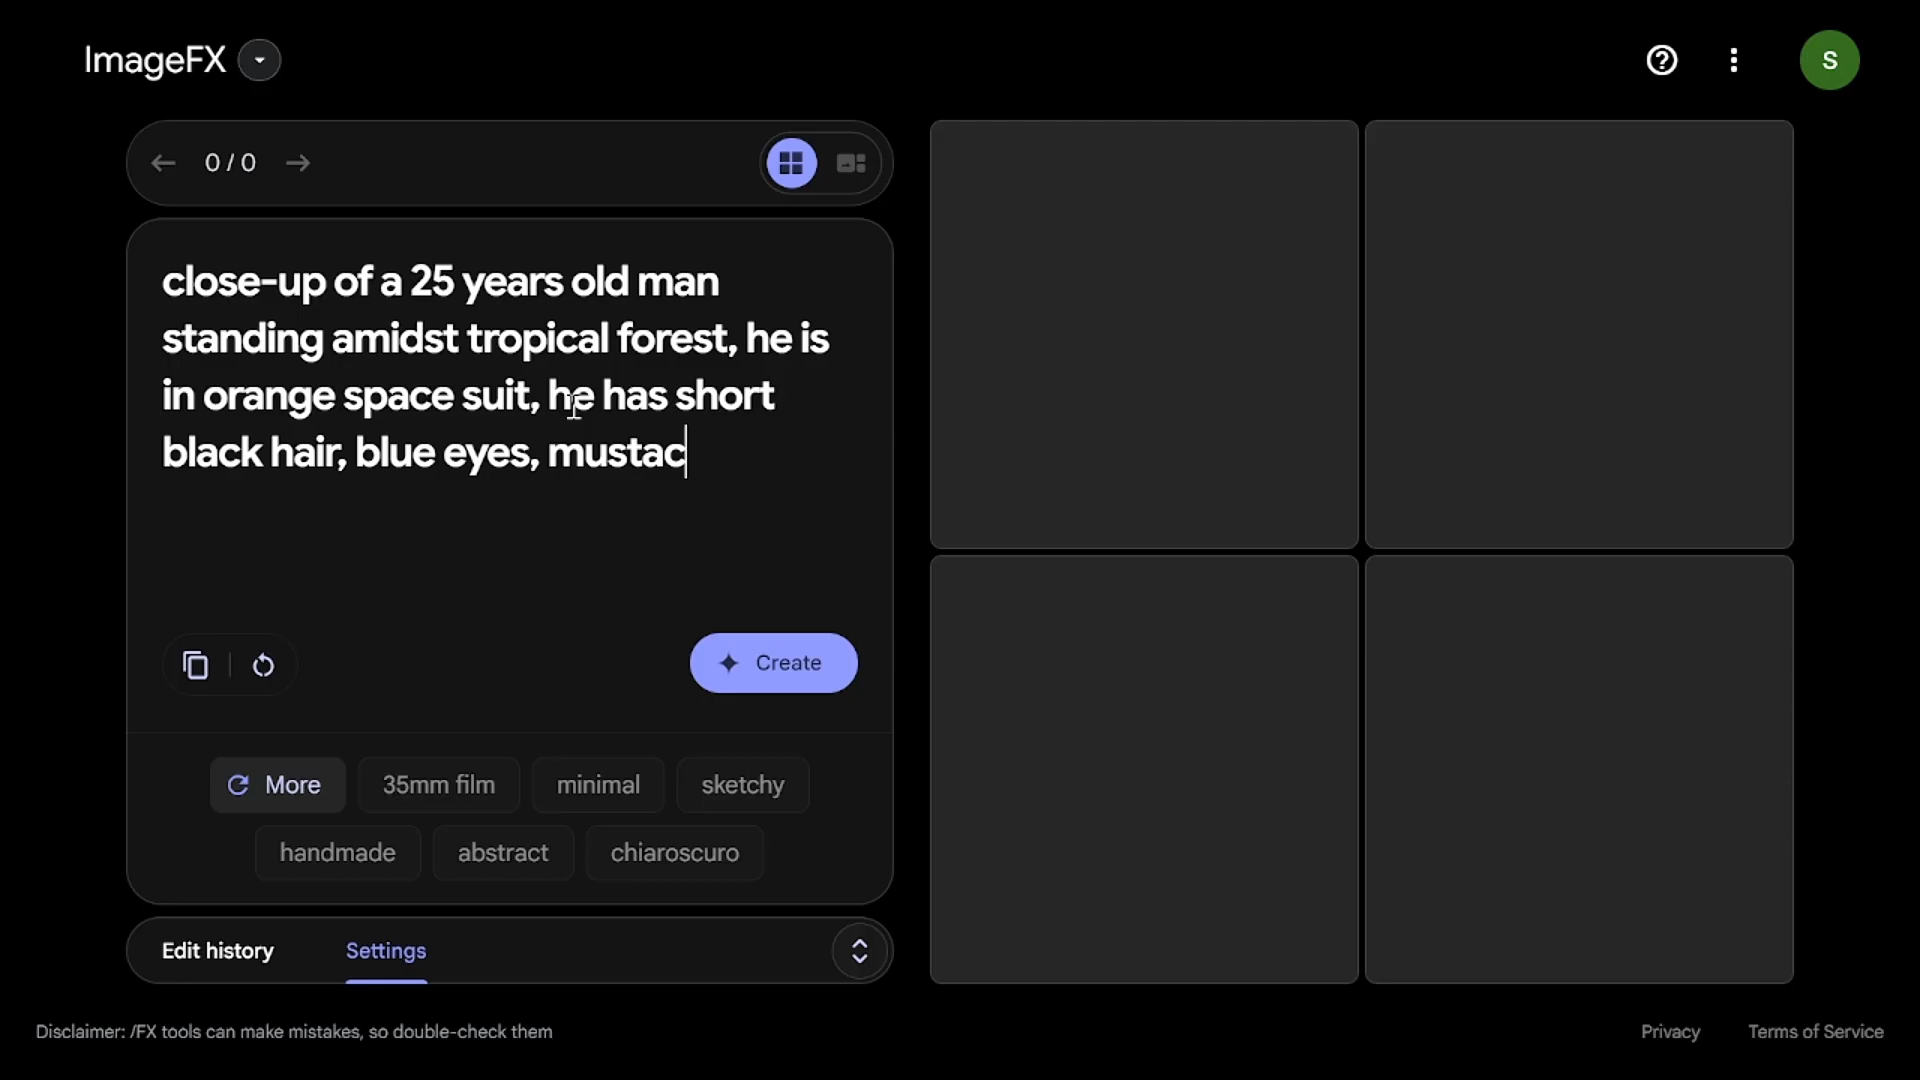 ImageFX
S
0 / 0
close-up of a 25 years old man
standing amidst tropical forest, he is
in orange space suit, he has short
black hair, blue eyes, mustac
Create
More
35mm film
minimal
sketchy
handmade
abstract
chiaroscuro
Edit history
Settings
Disclaimer: /FX tools can make mistakes, so double-check them
Privacy
Terms of Service